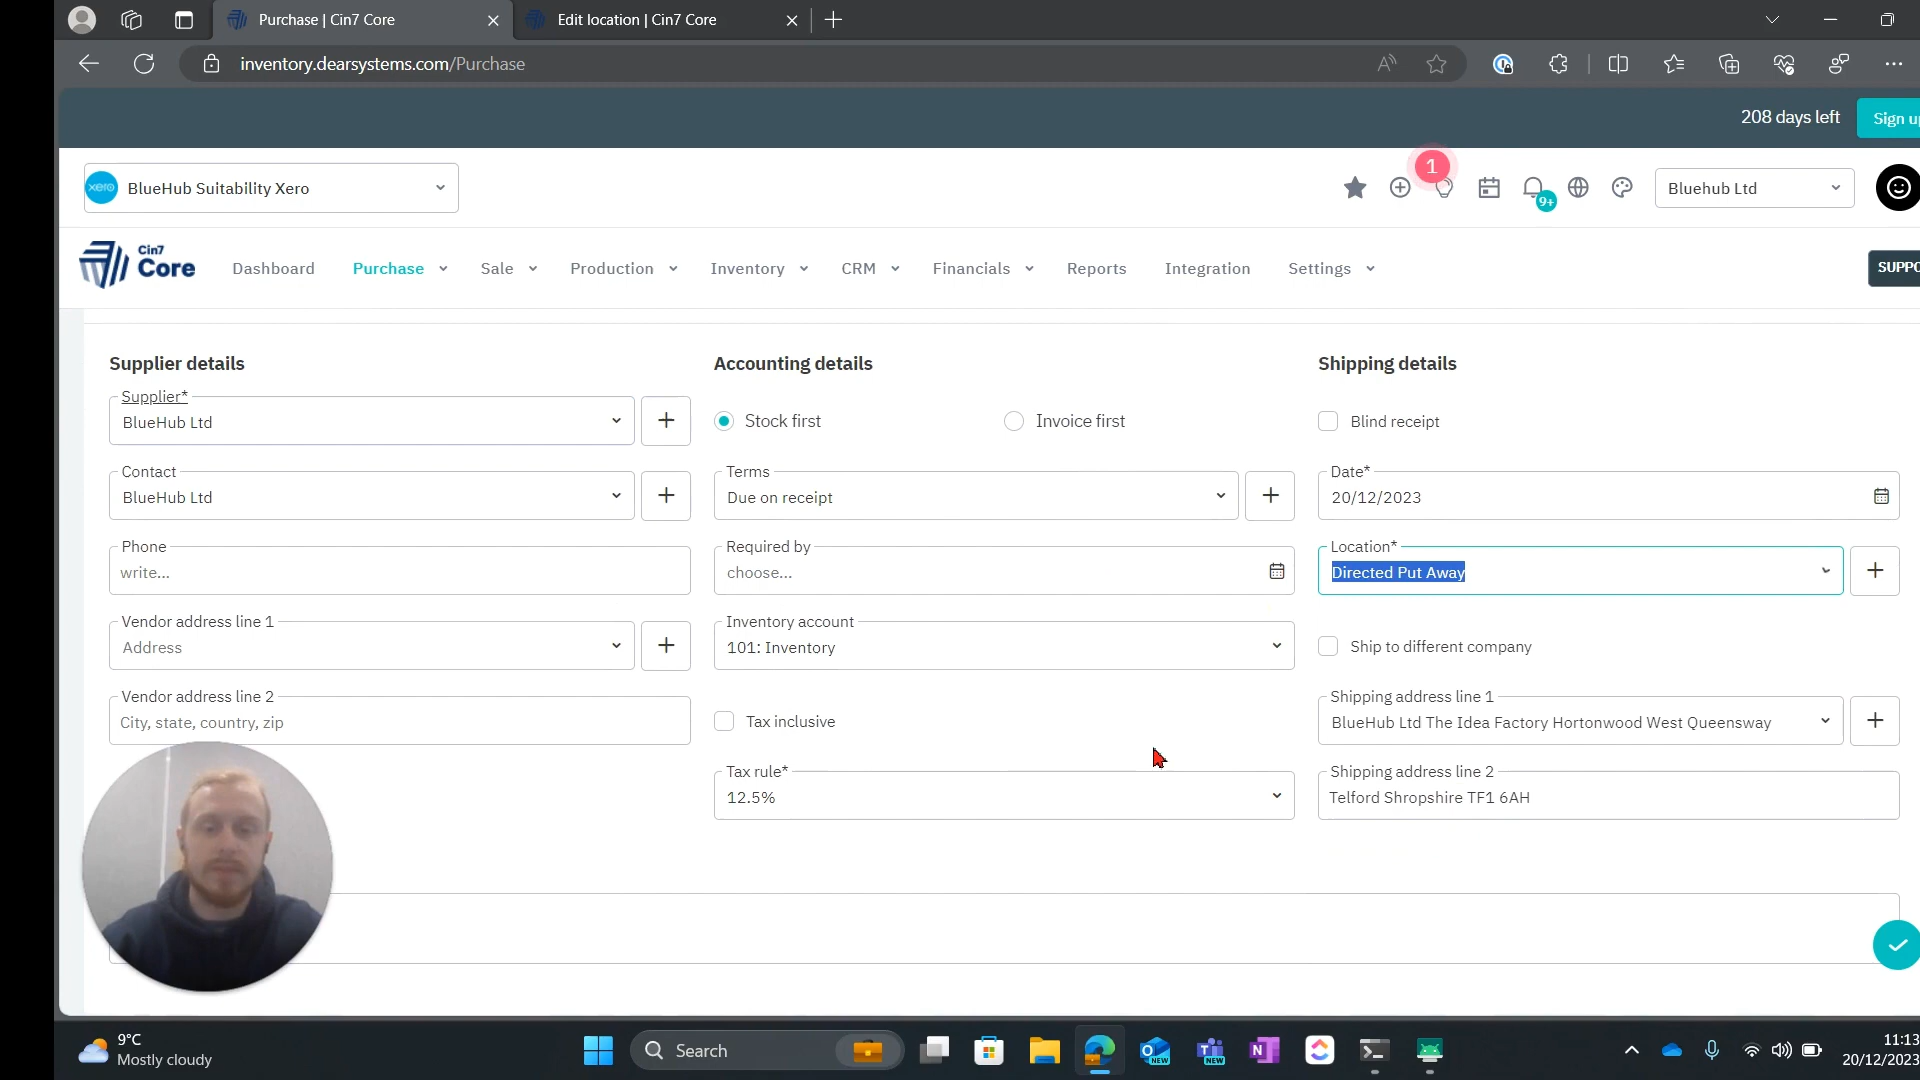 Purchase | Cin7 Core
Edit location | Cin7 Core
inventory.dearsystems.com/Purchase
208 days left
Sign up
xero BlueHub Suitability Xero
1
9+
Bluehub Ltd
Cin7
Core
Dashboard Purchase Sale Production Inventory CRM Financials Reports Integration Settings
SUPPO
Supplier details Accounting details Shipping details
Supplier*
BlueHub Ltd
Stock first Invoice first
Blind receipt
Contact
BlueHub Ltd
Terms
Due on receipt
Date*
20/12/2023
Phone
write...
Required by
choose...
Location*
Directed Put Away
Vendor address line 1
Address
Inventory account
101: Inventory
Ship to different company
Vendor address line 2
City, state, country, zip
Tax inclusive
Shipping address line 1
BlueHub Ltd The Idea Factory Hortonwood West Queensway
Tax rule*
12.5%
Shipping address line 2
Telford Shropshire TF1 6AH
9°C
Mostly cloudy
Search
NEW
NEW
11:13
20/12/2023